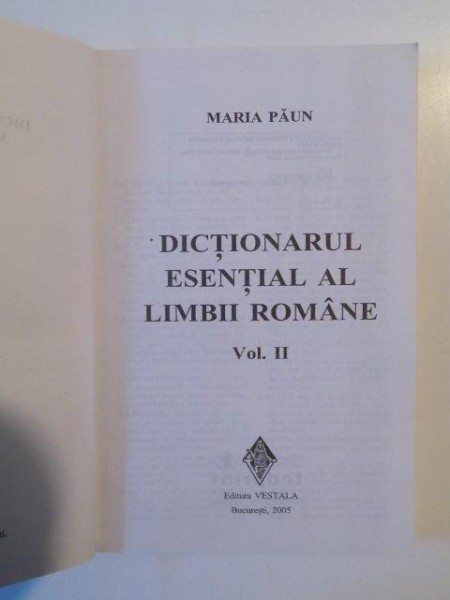 MARIA PĂUN
DICȚIONARUL
ESENȚIAL AL
LIMBII ROMÂNE
Vol. II
Editura VESTALA
București, 2005